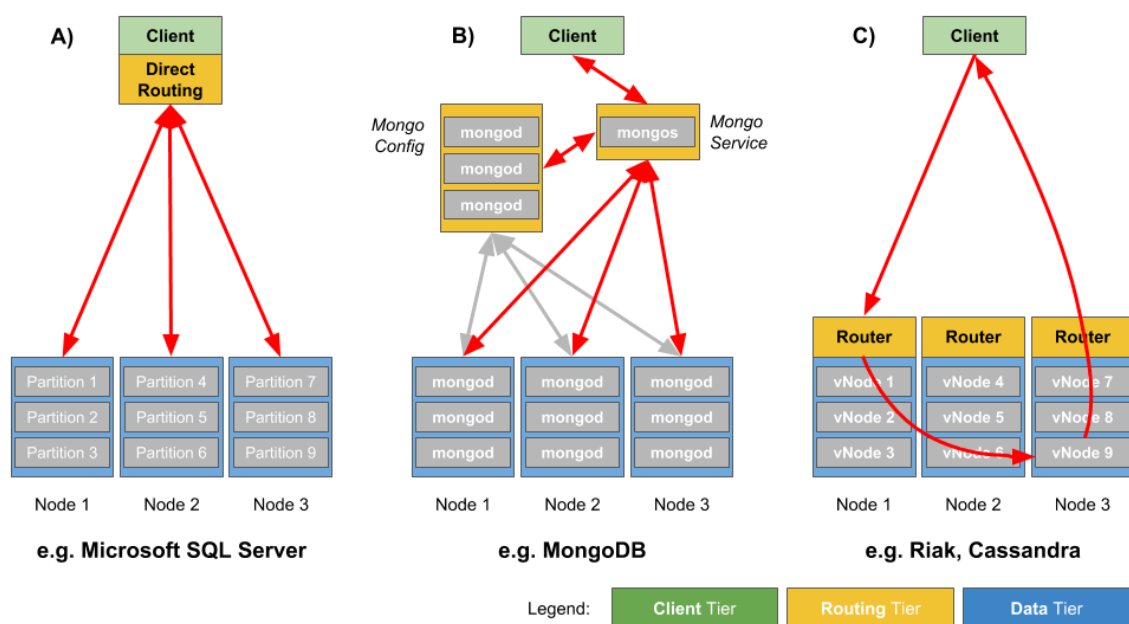 A)
Client
Direct
Routing
Partition 1
Partition 2
Partition 3
Partition 4
Partition 5
Partition 6
Partition 7
Partition 8
Partition 9
Node 1
Node 2
Node 3
e.g. Microsoft SQL Server
B)
Client
Mongo
Config
mongod
mongod
mongod
mongos
Mongo
Service
mongod
mongod
mongod
mongod
mongod
mongod
mongod
mongod
mongod
Node 1
Node 2
Node 3
e.g. MongoDB
C)
Client
Router
Router
Router
vNode 1
vNode 2
vNode 3
vNode 4
vNode 5
vNode 6
vNode 7
vNode 8
vNode 9
Node 1
Node 2
Node 3
e.g. Riak, Cassandra
Legend:
Client Tier
Routing Tier
Data Tier